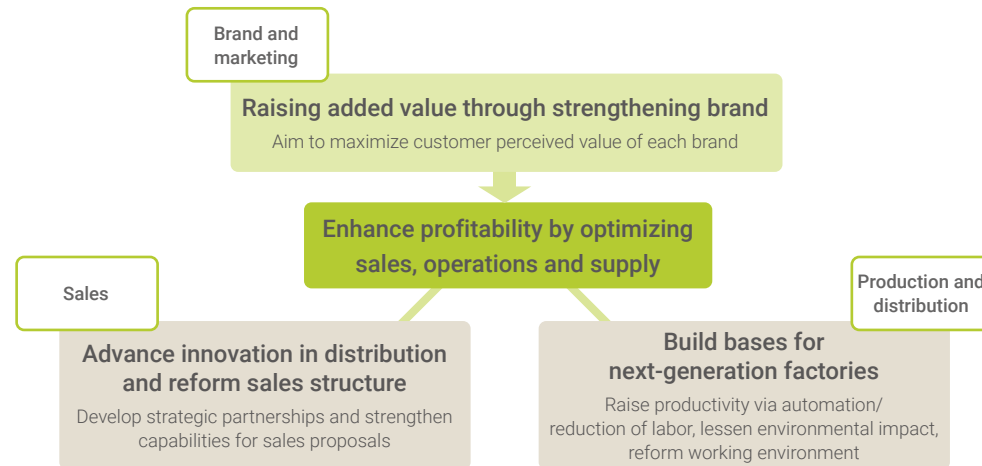 Brand and
marketing
Raising added value through strengthening brand
Aim to maximize customer perceived value of each brand
Enhance profitability by optimizing
sales, operations and supply
Sales
Advance innovation in distribution
and reform sales structure
Develop strategic partnerships and strengthen
capabilities for sales proposals
Production and
distribution
Build bases for
next-generation factories
Raise productivity via automation/
reduction of labor, lessen environmental impact,
reform working environment